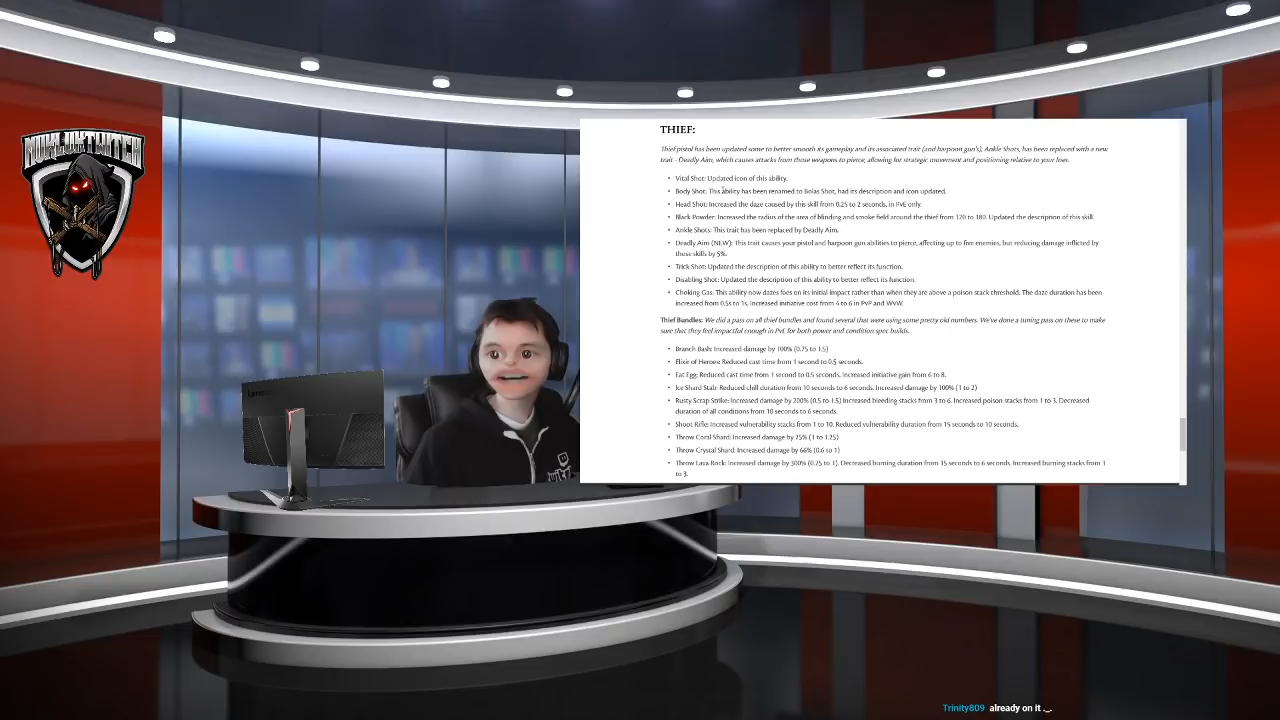 MUKLUKYOUTUBE
THIEF:
Thief pistol has been updated some to better smooth its gameplay and its associated trait (and harpoon gun's), Ankle Shots, has been replaced with a new
trait - Deadly Aim, which causes attacks from those weapons to pierce, allowing for strategic movement and positioning relative to your foes.
• Vital Shot: Updated icon of this ability.
• Body Shot: This ability has been renamed to Bolas Shot, had its description and icon updated.
• Head Shot: Increased the daze caused by this skill from 0.25 to 2 seconds, in PvE only.
• Black Powder: Increased the radius of the area of blinding and smoke field around the thief from 120 to 180. Updated the description of this skill.
• Ankle Shots: This trait has been replaced by Deadly Aim.
• Deadly Aim (NEW): This trait causes your pistol and harpoon gun abilities to pierce, affecting up to five enemies, but reducing damage inflicted by
these skills by 5%.
• Trick Shot: Updated the description of this ability to better reflect its function.
• Disabling Shot: Updated the description of this ability to better reflect its function.
• Choking Gas: This ability now dazes foes on its initial impact rather than when they are above a poison stack threshold. The daze duration has been
increased from 0.5s to 1s. Increased initiative cost from 4 to 6 in PvP and WvW.
Thief Bundles: We did a pass on all thief bundles and found several that were using some pretty old numbers. We've done a tuning pass on these to make
sure that they feel impactful enough in PvE for both power and condition spec builds.
• Branch Bash: Increased damage by 100% (0.75 to 1.5)
• Elixir of Heroes: Reduced cast time from 1 second to 0.5 seconds.
• Eat Egg: Reduced cast time from 1 second to 0.5 seconds. Increased initiative gain from 6 to 8.
• Ice Shard Stab: Reduced chill duration from 10 seconds to 6 seconds. Increased damage by 100% (1 to 2)
• Rusty Scrap Strike: Increased damage by 200% (0.5 to 1.5) Increased bleeding stacks from 3 to 6. Increased poison stacks from 1 to 3. Decreased
duration of all conditions from 10 seconds to 6 seconds.
• Shoot Rifle: Increased vulnerability stacks from 1 to 10. Reduced vulnerability duration from 15 seconds to 10 seconds.
• Throw Coral Shard: Increased damage by 25% (1 to 1.25)
• Throw Crystal Shard: Increased damage by 66% (0.6 to 1)
• Throw Lava Rock: Increased damage by 300% (0.25 to 1). Decreased burning duration from 15 seconds to 6 seconds. Increased burning stacks from 1
to 3.
Trinity809 already on it ._.